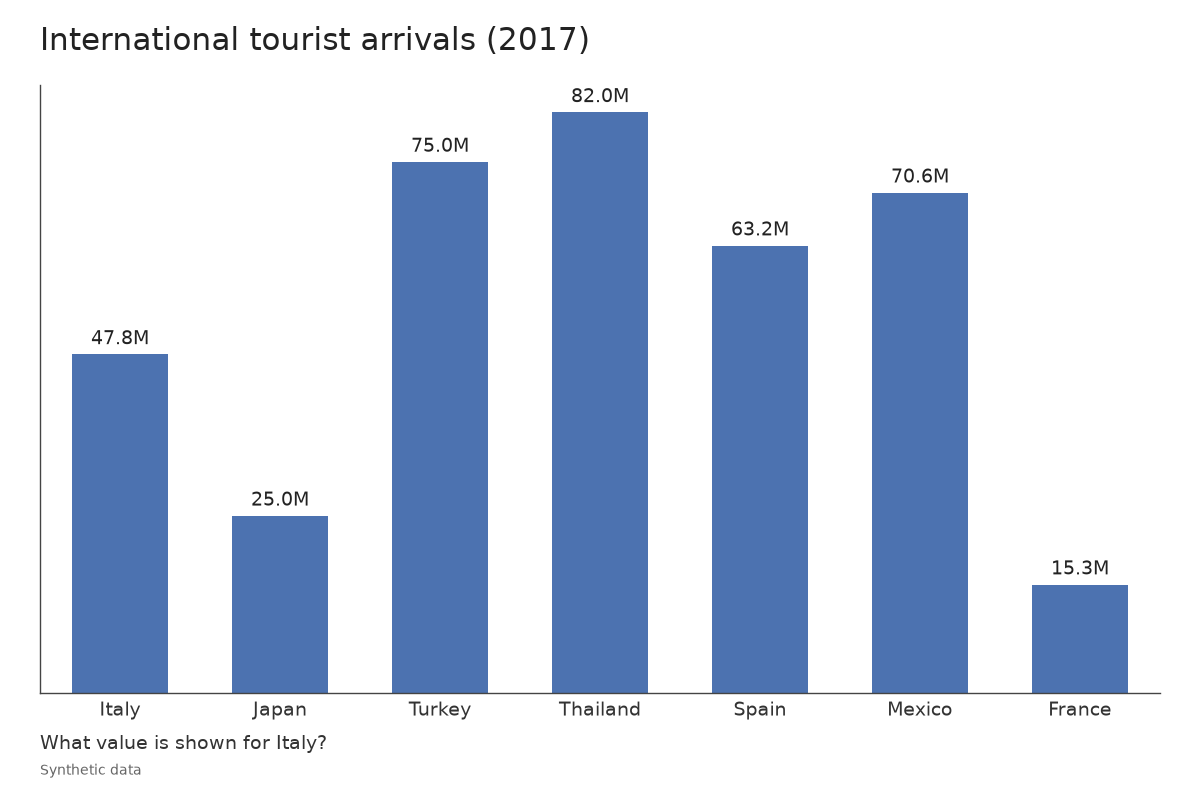 International tourist arrivals (2017)
82.0M
75.0M
70.6M
63.2M
47.8M
25.0M
15.3M
Italy Japan Turkey Thailand Spain Mexico France
What value is shown for Italy?
Synthetic data